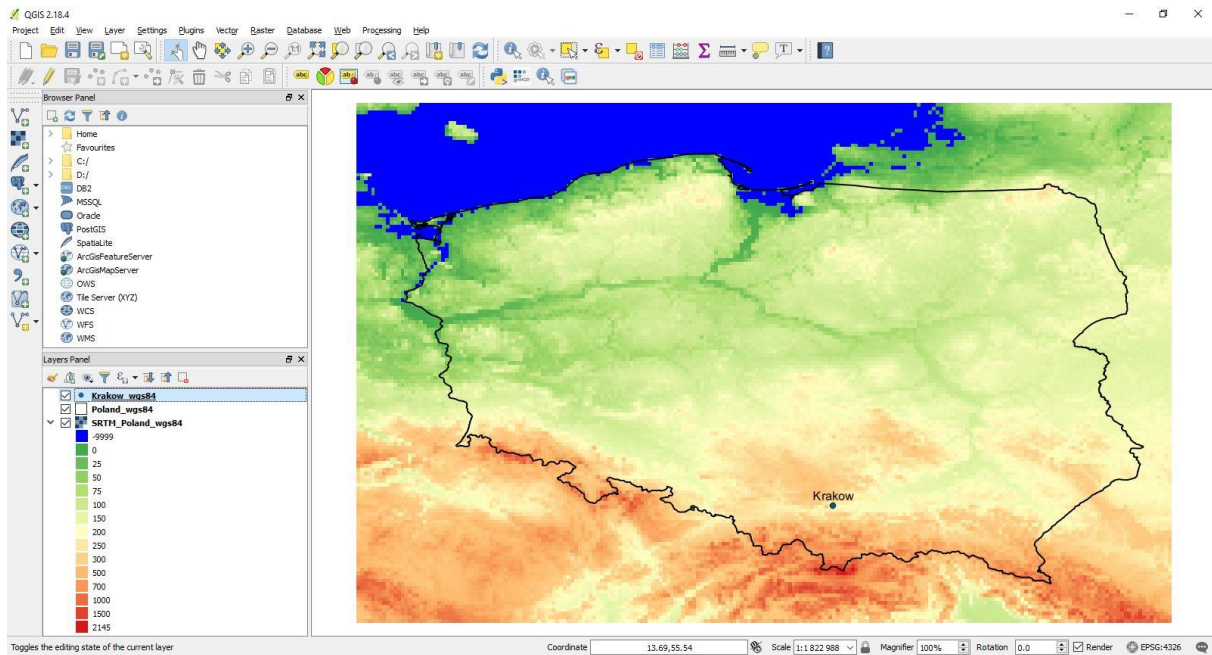 QGIS 2.18.4
Project Edit View Layer Settings Plugins Vector Raster Database Web Processing Help
Browser Panel
Home
Favourites
C:/
D:/
DB2
MSSQL
Oracle
PostGIS
SpatiaLite
ArcGisFeatureServer
ArcGisMapServer
OWS
Tile Server (XYZ)
WCS
WFS
WMS
Layers Panel
Krakow_wgs84
Poland_wgs84
SRTM_Poland_wgs84
-9999
0
25
50
75
100
150
200
250
300
500
700
1000
1500
2145
Krakow
Toggles the editing state of the current layer Coordinate 13.69,55.54 Scale 1:1 822 988 Magnifier 100% Rotation 0.0 Render EPSG:4326